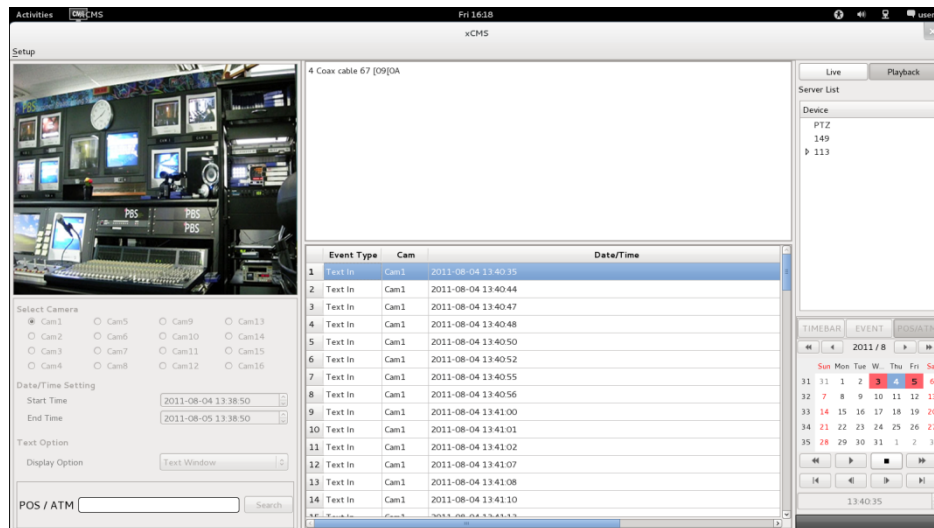 Activities CMS CMS Fri 16:18 user
xCMS
Setup
4 Coax cable 67 [09[0A
Live Playback
Server List
Device
PTZ
149
113
PBS
PBS PBS
PBS
Event Type Cam Date/Time
1 Text In Cam1 2011-08-04 13:40:35
2 Text In Cam1 2011-08-04 13:40:44
3 Text In Cam1 2011-08-04 13:40:47
4 Text In Cam1 2011-08-04 13:40:48
5 Text In Cam1 2011-08-04 13:40:50
6 Text In Cam1 2011-08-04 13:40:52
7 Text In Cam1 2011-08-04 13:40:55
8 Text In Cam1 2011-08-04 13:40:56
9 Text In Cam1 2011-08-04 13:41:00
10 Text In Cam1 2011-08-04 13:41:01
11 Text In Cam1 2011-08-04 13:41:02
12 Text In Cam1 2011-08-04 13:41:07
13 Text In Cam1 2011-08-04 13:41:08
14 Text In Cam1 2011-08-04 13:41:10
Select Camera
Cam1 Cam5 Cam9 Cam13
Cam2 Cam6 Cam10 Cam14
Cam3 Cam7 Cam11 Cam15
Cam4 Cam8 Cam12 Cam16
Date/Time Setting
Start Time 2011-08-04 13:38:50
End Time 2011-08-05 13:38:50
Text Option
Display Option Text Window
POS / ATM Search
TIMEBAR EVENT POS/ATM
2011 / 8
Sun Mon Tue W... Thu Fri Sa
31 31 1 2 3 4 5 6
32 7 8 9 10 11 12 13
33 14 15 16 17 18 19 20
34 21 22 23 24 25 26 27
35 28 29 30 31 1 2 3
13:40:35